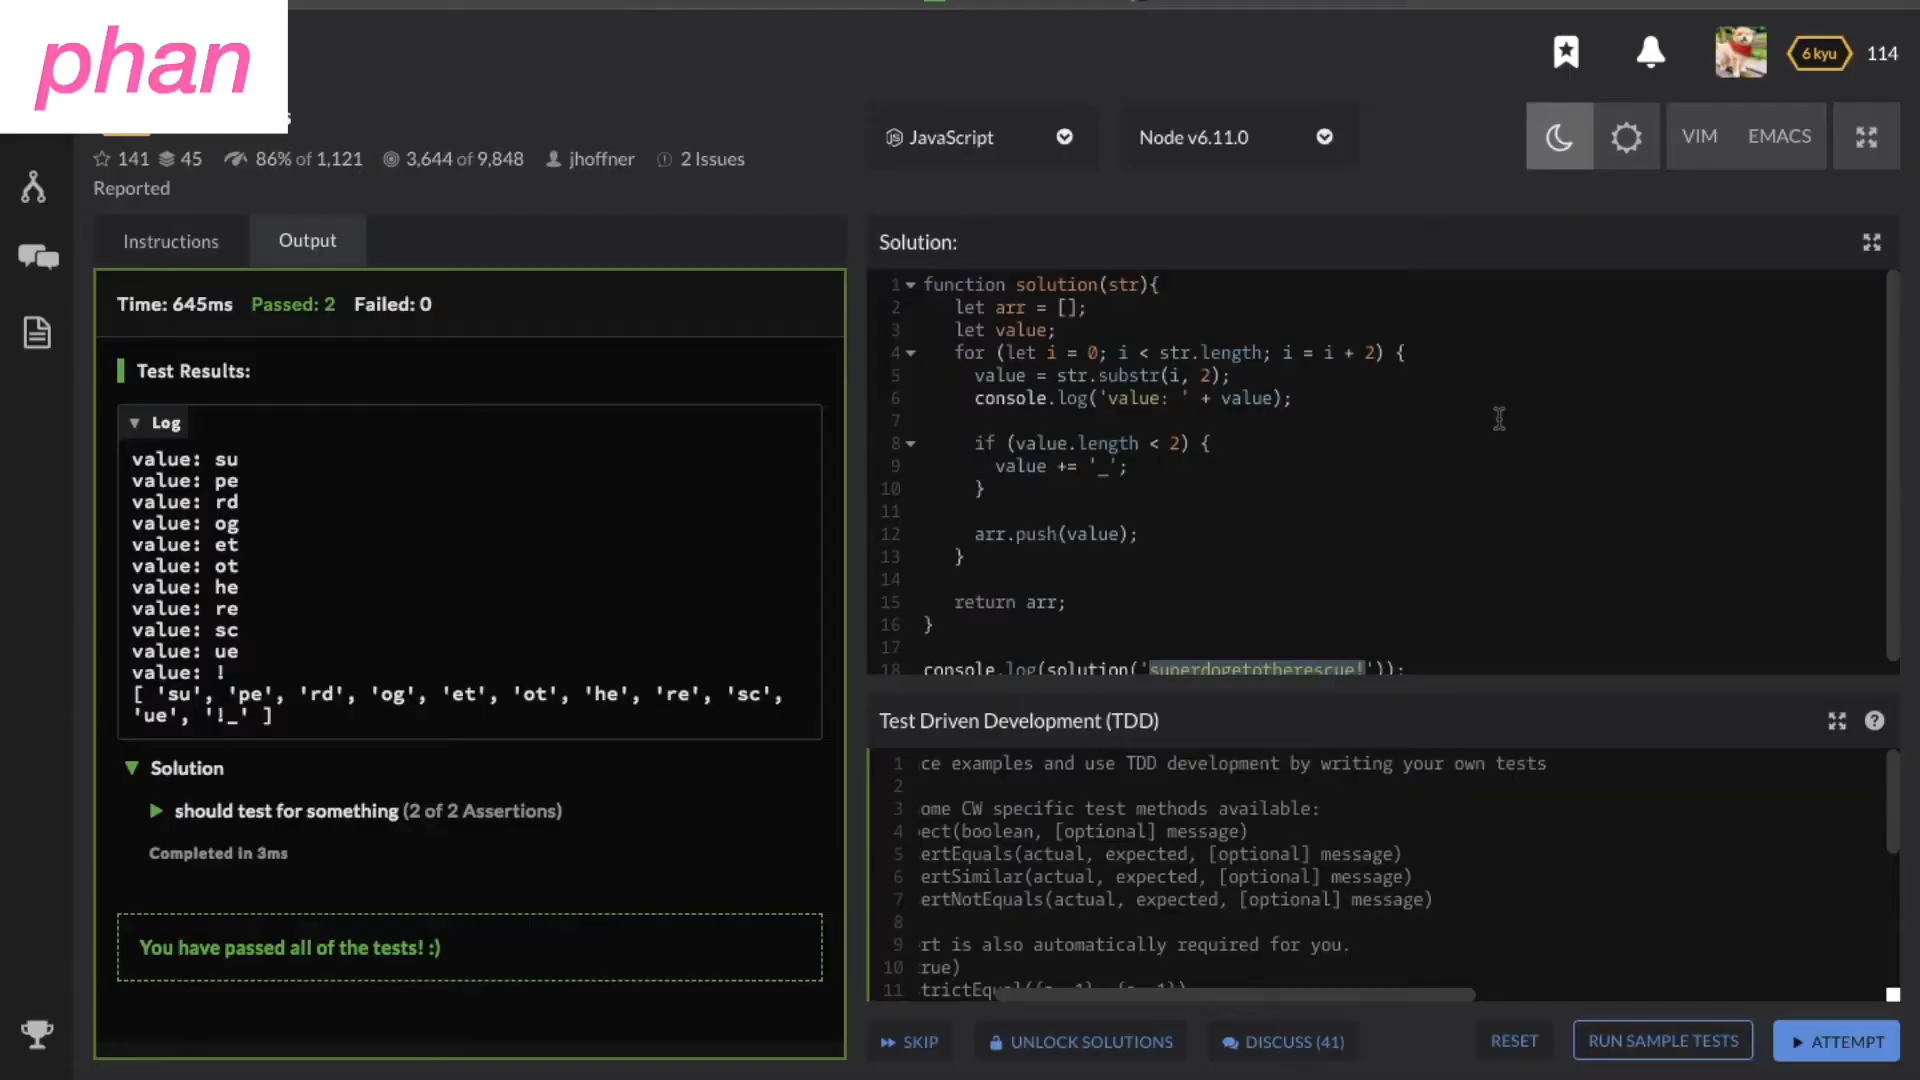 phan
6 kyu 114
141 45 86% of 1,121 3,644 of 9,848 jhoffner 2 Issues
Reported
JavaScript
Node v6.11.0
VIM EMACS
Instructions
Output
Time: 645ms Passed: 2 Failed: 0
Test Results:
▼ Log
value: su
value: pe
value: rd
value: og
value: et
value: ot
value: he
value: re
value: sc
value: ue
value: !
[ 'su', 'pe', 'rd', 'og', 'et', 'ot', 'he', 're', 'sc',
'ue', '!_' ]
▼ Solution
▶ should test for something (2 of 2 Assertions)
Completed in 3ms
You have passed all of the tests! :)
Solution:
1 function solution(str){
2 let arr = [];
3 let value;
4 for (let i = 0; i < str.length; i = i + 2) {
5 value = str.substr(i, 2);
6 console.log('value: ' + value);
7
8 if (value.length < 2) {
9 value += '_';
10 }
11
12 arr.push(value);
13 }
14
15 return arr;
16 }
17
18 console.log(solution('superdogetotherescue!'));
Test Driven Development (TDD)
1 ce examples and use TDD development by writing your own tests
2
3 ome CW specific test methods available:
4 ect(boolean, [optional] message)
5 ertEquals(actual, expected, [optional] message)
6 ertSimilar(actual, expected, [optional] message)
7 ertNotEquals(actual, expected, [optional] message)
8
9 rt is also automatically required for you.
10 rue)
11 trictEqual({a: 1}, {a: 1})
SKIP
UNLOCK SOLUTIONS
DISCUSS (41)
RESET
RUN SAMPLE TESTS
ATTEMPT